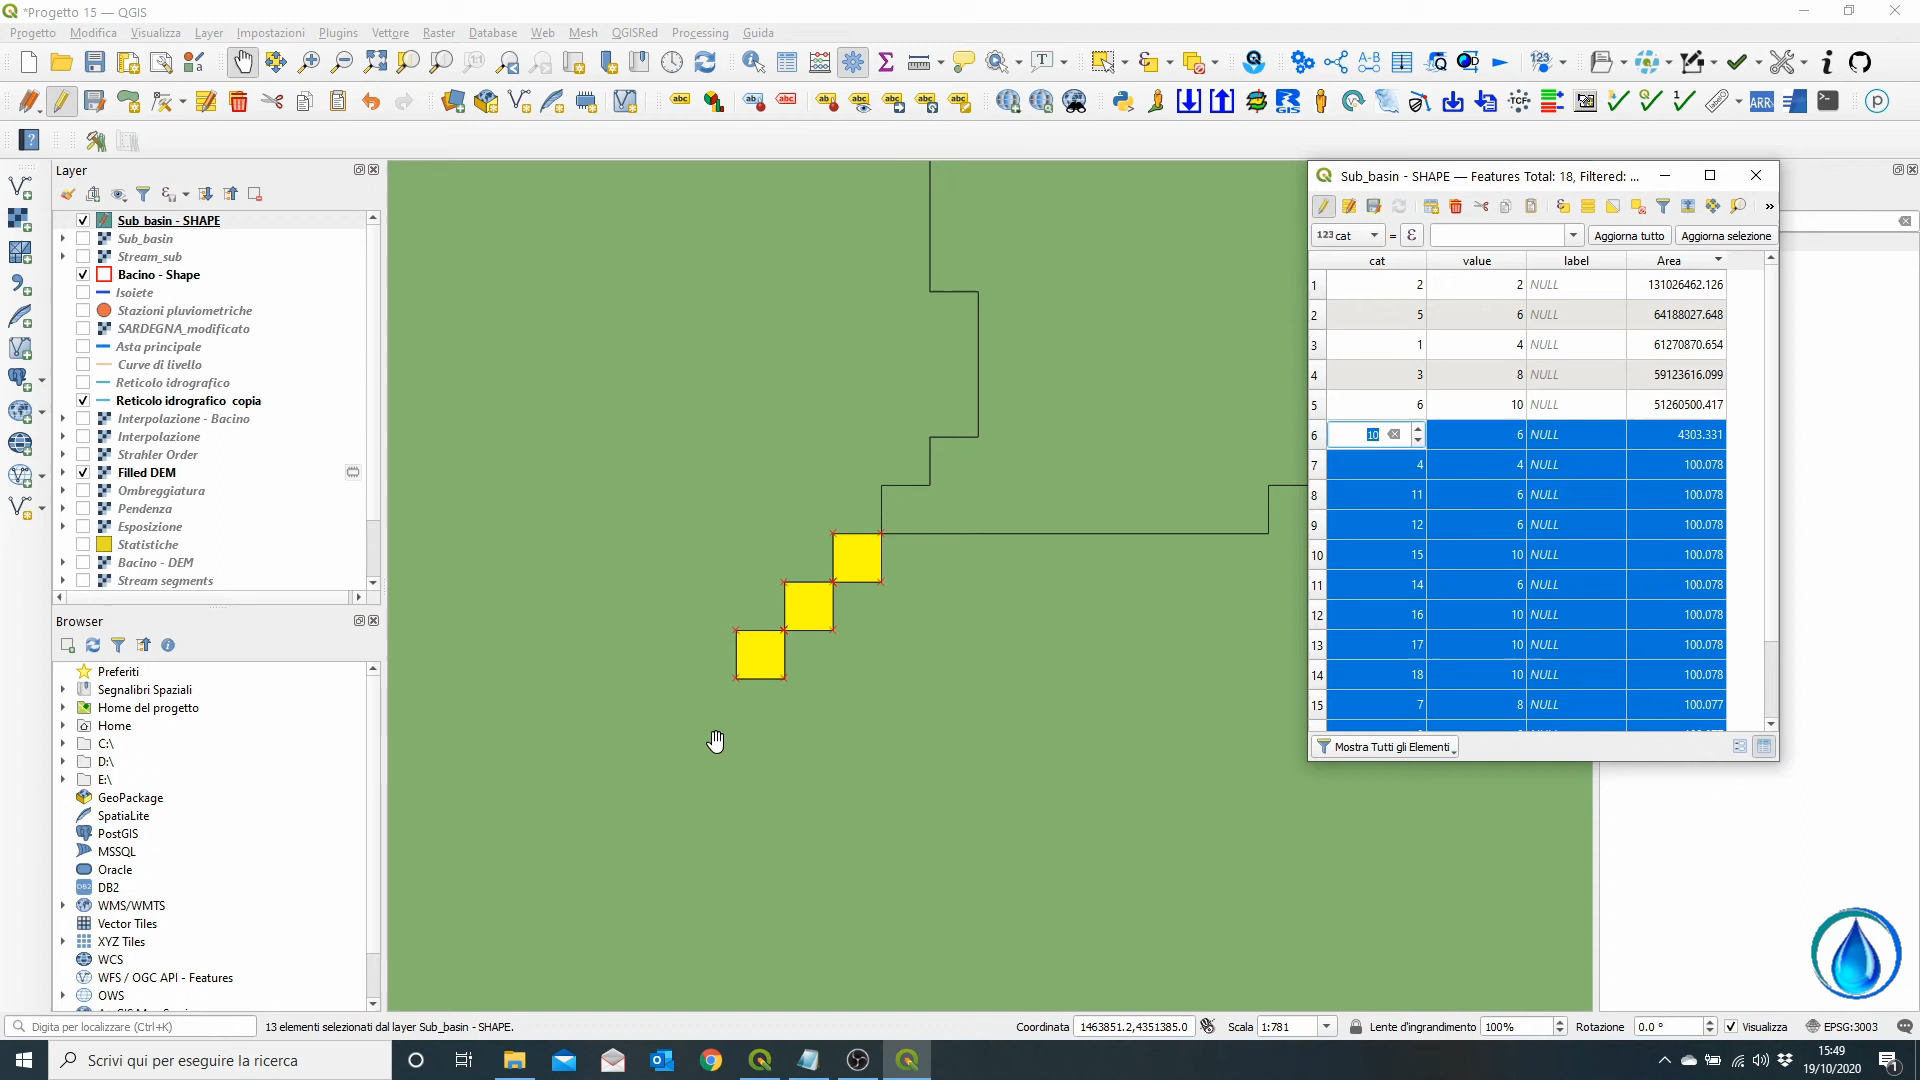 *Progetto 15 — QGIS
Progetto Modifica Visualizza Layer Impostazioni Plugins Vettore Raster Database Web Mesh QGISRed Processing Guida
Layer
Sub_basin - SHAPE
Sub_basin
Stream_sub
Bacino - Shape
Isoiete
Stazioni pluviometriche
SARDEGNA_modificato
Asta principale
Curve di livello
Reticolo idrografico
Reticolo idrografico copia
Interpolazione - Bacino
Interpolazione
Strahler Order
Filled DEM
Ombreggiatura
Pendenza
Esposizione
Statistiche
Bacino - DEM
Stream segments
Browser
Preferiti
Segnalibri Spaziali
Home del progetto
Home
C:\
D:\
E:\
GeoPackage
SpatiaLite
PostGIS
MSSQL
Oracle
DB2
WMS/WMTS
Vector Tiles
XYZ Tiles
WCS
WFS / OGC API - Features
OWS
Sub_basin - SHAPE — Features Total: 18, Filtered: ...
123 cat = ε Aggiorna tutto Aggiorna selezione
cat value label Area
1 2 2 NULL 131026462.126
2 5 6 NULL 64188027.648
3 1 4 NULL 61270870.654
4 3 8 NULL 59123616.099
5 6 10 NULL 51260500.417
6 10 6 NULL 4303.331
7 4 4 NULL 100.078
8 11 6 NULL 100.078
9 12 6 NULL 100.078
10 15 10 NULL 100.078
11 14 6 NULL 100.078
12 16 10 NULL 100.078
13 17 10 NULL 100.078
14 18 10 NULL 100.078
15 7 8 NULL 100.077
Mostra Tutti gli Elementi
Digita per localizzare (Ctrl+K) 13 elementi selezionati dal layer Sub_basin - SHAPE. Coordinata 1463851.2,4351385.0 Scala 1:781 Lente d'ingrandimento 100% Rotazione 0.0 ° Visualizza EPSG:3003
Scrivi qui per eseguire la ricerca
15:49
19/10/2020